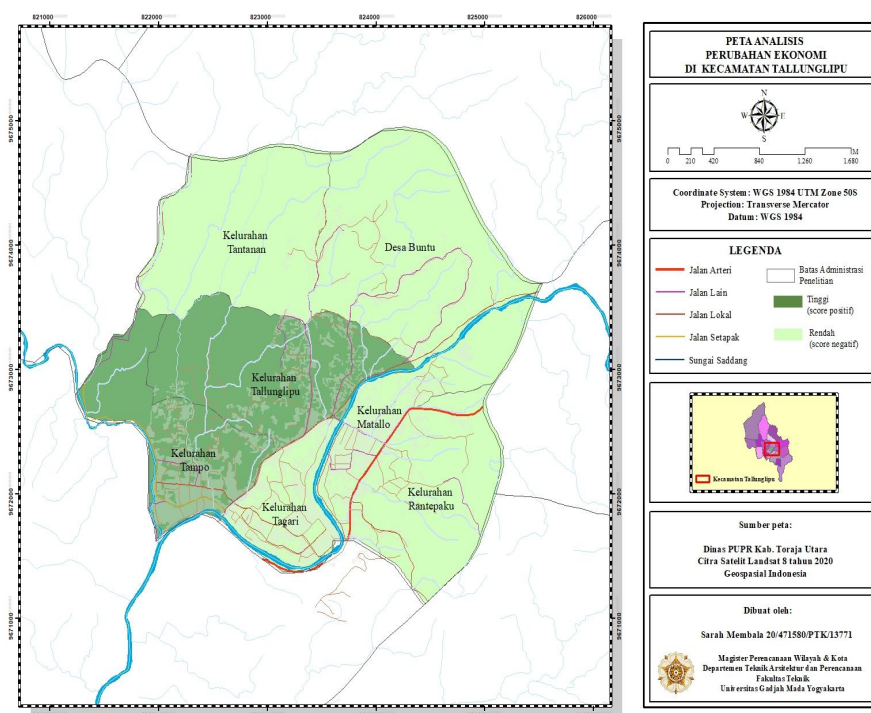 821000 822000 823000 824000 825000 826000
9675000
9674000
9673000
9672000
9671000
9675000
9674000
9673000
9672000
9671000
Kelurahan
Tantanan
Desa Buntu
Kelurahan
Tallunglipu
Kelurahan
Matallo
Kelurahan
Tampo
Kelurahan
Tagari
Kelurahan
Rantepaku
PETA ANALISIS
PERUBAHAN EKONOMI
DI KECAMATAN TALLUNGLIPU
N
W E
S
M
0 210 420 840 1.260 1.680
Coordinate System: WGS 1984 UTM Zone 50S
Projection: Transverse Mercator
Datum: WGS 1984
LEGENDA
Jalan Arteri
Jalan Lain
Jalan Lokal
Jalan Setapak
Sungai Saddang
Batas Administrasi
Penelitian
Tinggi
(score positif)
Rendah
(score negatif)
Kecamatan Tallunglipu
Sumber peta:
Dinas PUPR Kab. Toraja Utara
Citra Satelit Landsat 8 tahun 2020
Geospasial Indonesia
Dibuat oleh:
Sarah Membala 20/471580/PTK/13771
Magister Perencanaan Wilayah & Kota
Departemen Teknik Arsitektur dan Perencanaan
Fakultas Teknik
Universitas Gadjah Mada Yogyakarta